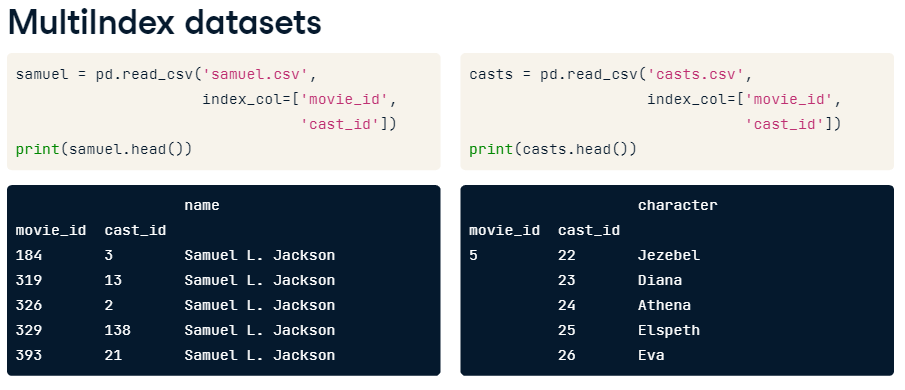 MultiIndex datasets
samuel = pd.read_csv('samuel.csv',
index_col=['movie_id',
'cast_id'])
print(samuel.head())
name
movie_id cast_id
184 3 Samuel L. Jackson
319 13 Samuel L. Jackson
326 2 Samuel L. Jackson
329 138 Samuel L. Jackson
393 21 Samuel L. Jackson
casts = pd.read_csv('casts.csv',
index_col=['movie_id',
'cast_id'])
print(casts.head())
character
movie_id cast_id
5 22 Jezebel
23 Diana
24 Athena
25 Elspeth
26 Eva